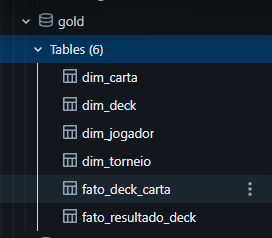 gold
Tables (6)
dim_carta
dim_deck
dim_jogador
dim_torneio
fato_deck_carta
fato_resultado_deck